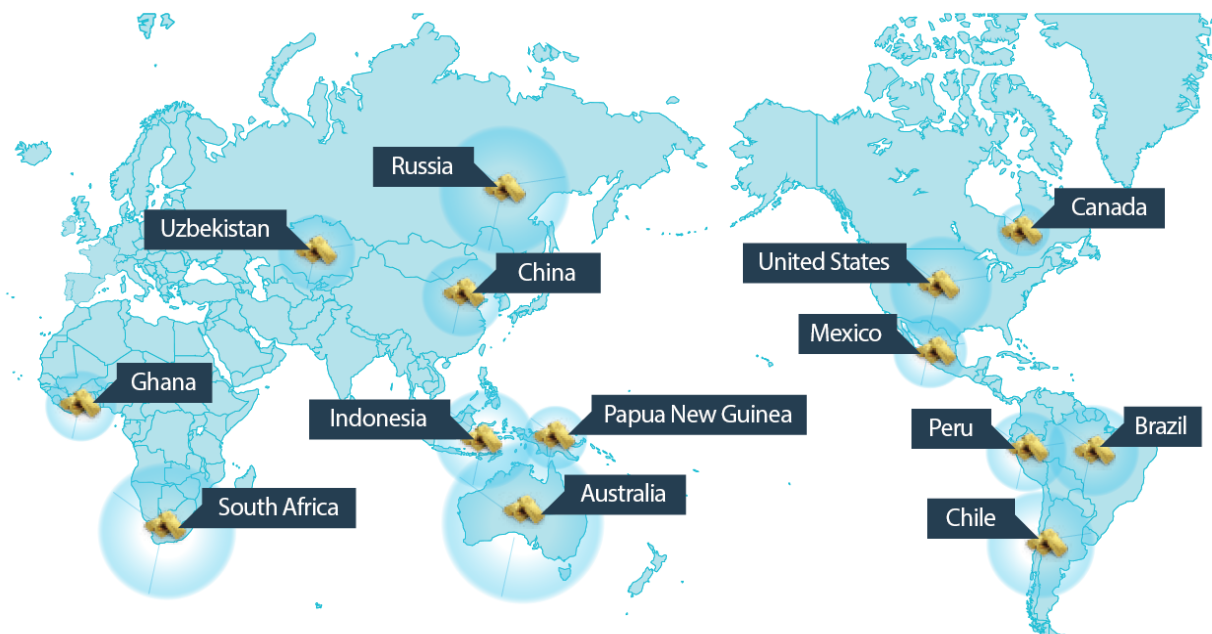 Russia
Canada
Uzbekistan
United States
China
Mexico
Ghana
Indonesia
Papua New Guinea
Peru
Brazil
Australia
South Africa
Chile